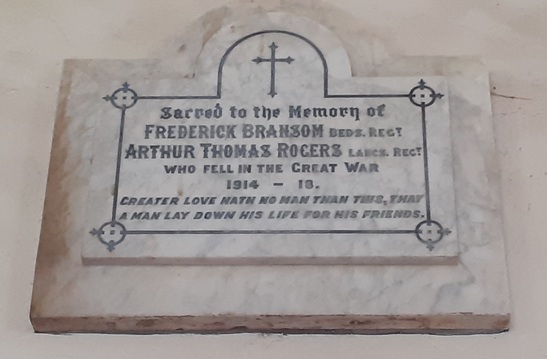 Sacred to the Memory of
FREDERICK BRANSOM BEDS. REGT
ARTHUR THOMAS ROGERS LANCS. REGT
WHO FELL IN THE GREAT WAR
1914 – 18.
GREATER LOVE HATH NO MAN THAN THIS, THAT
A MAN LAY DOWN HIS LIFE FOR HIS FRIENDS.